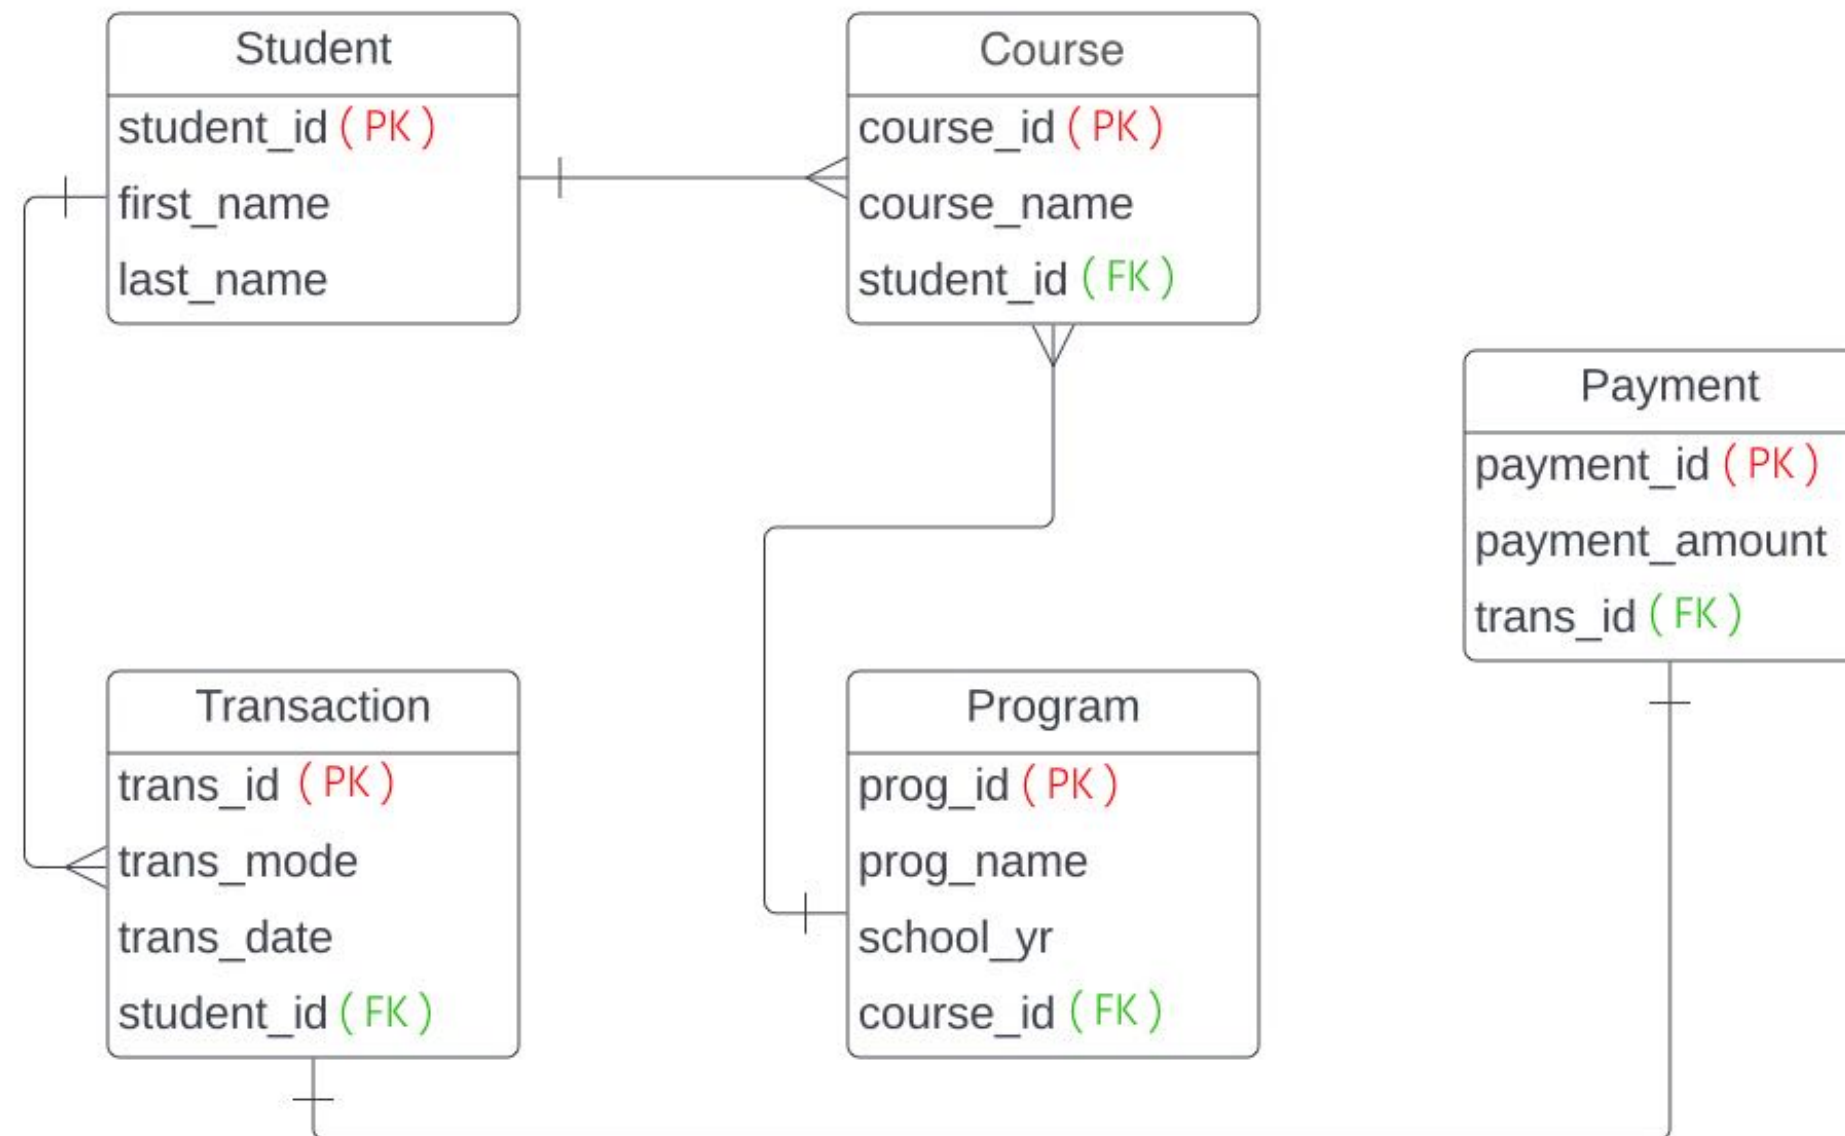 Student
student_id ( PK )
first_name
last_name
Course
course_id ( PK )
course_name
student_id ( FK )
Payment
payment_id ( PK )
payment_amount
trans_id ( FK )
Transaction
trans_id ( PK )
trans_mode
trans_date
student_id ( FK )
Program
prog_id ( PK )
prog_name
school_yr
course_id ( FK )